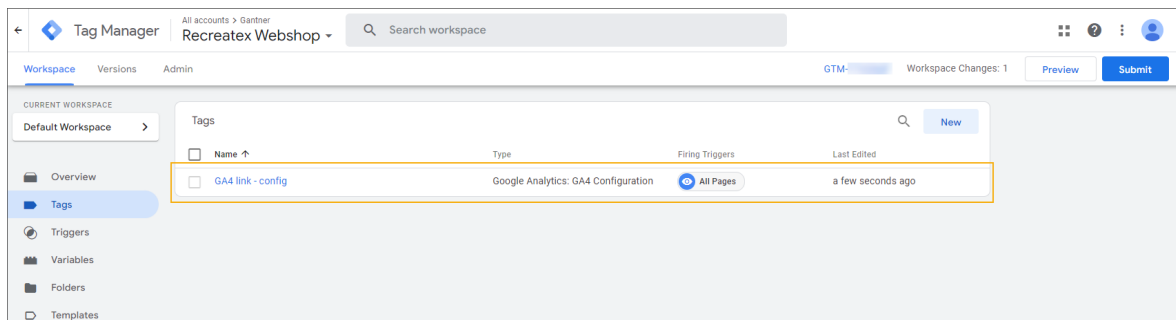 All accounts > Gantner
Tag Manager
Recreatex Webshop
Search workspace
Workspace Versions Admin
GTM-
Workspace Changes: 1
Preview
Submit
CURRENT WORKSPACE
Default Workspace
Tags
New
Name Type Firing Triggers Last Edited
GA4 link - config Google Analytics: GA4 Configuration All Pages a few seconds ago
Overview
Tags
Triggers
Variables
Folders
Templates